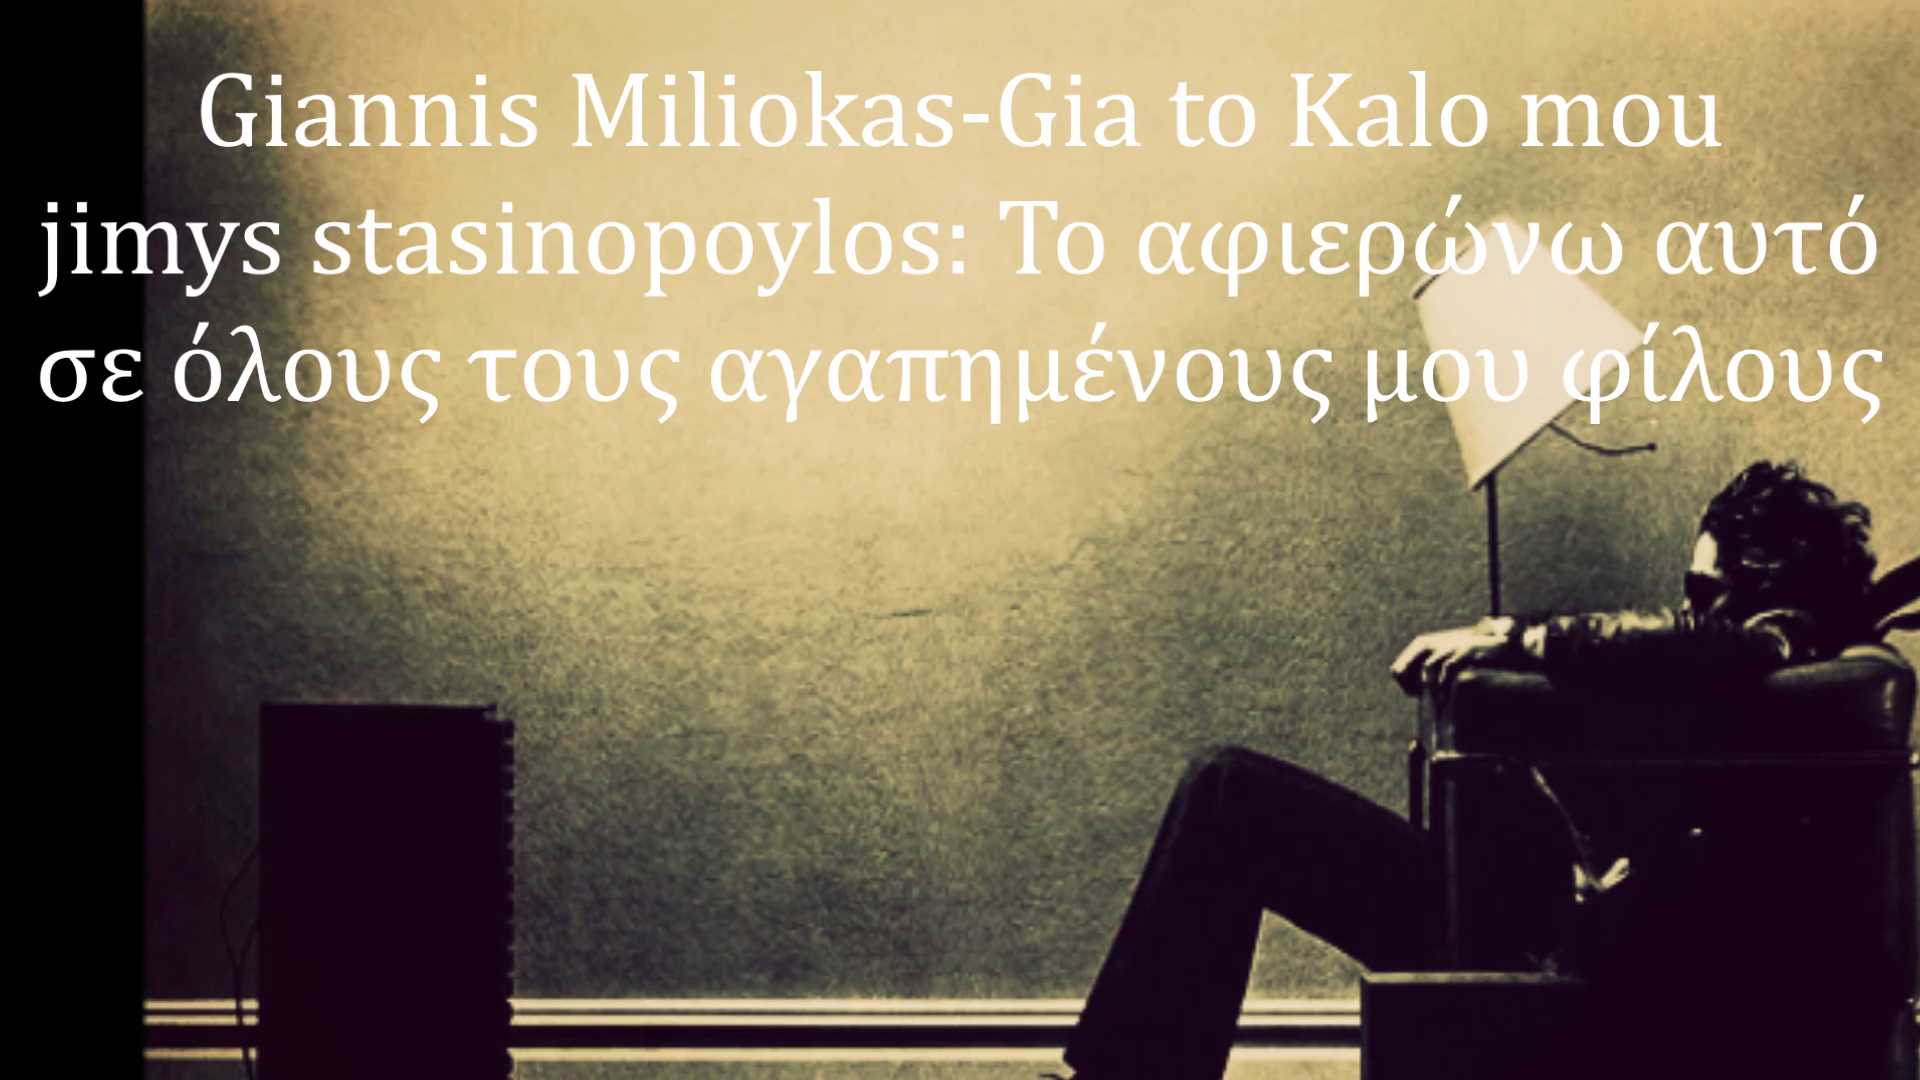 Giannis Miliokas-Gia to Kalo mou
jimys stasinopoylos: Το αφιερώνω αυτό
σε όλους τους αγαπημένους μου φίλους